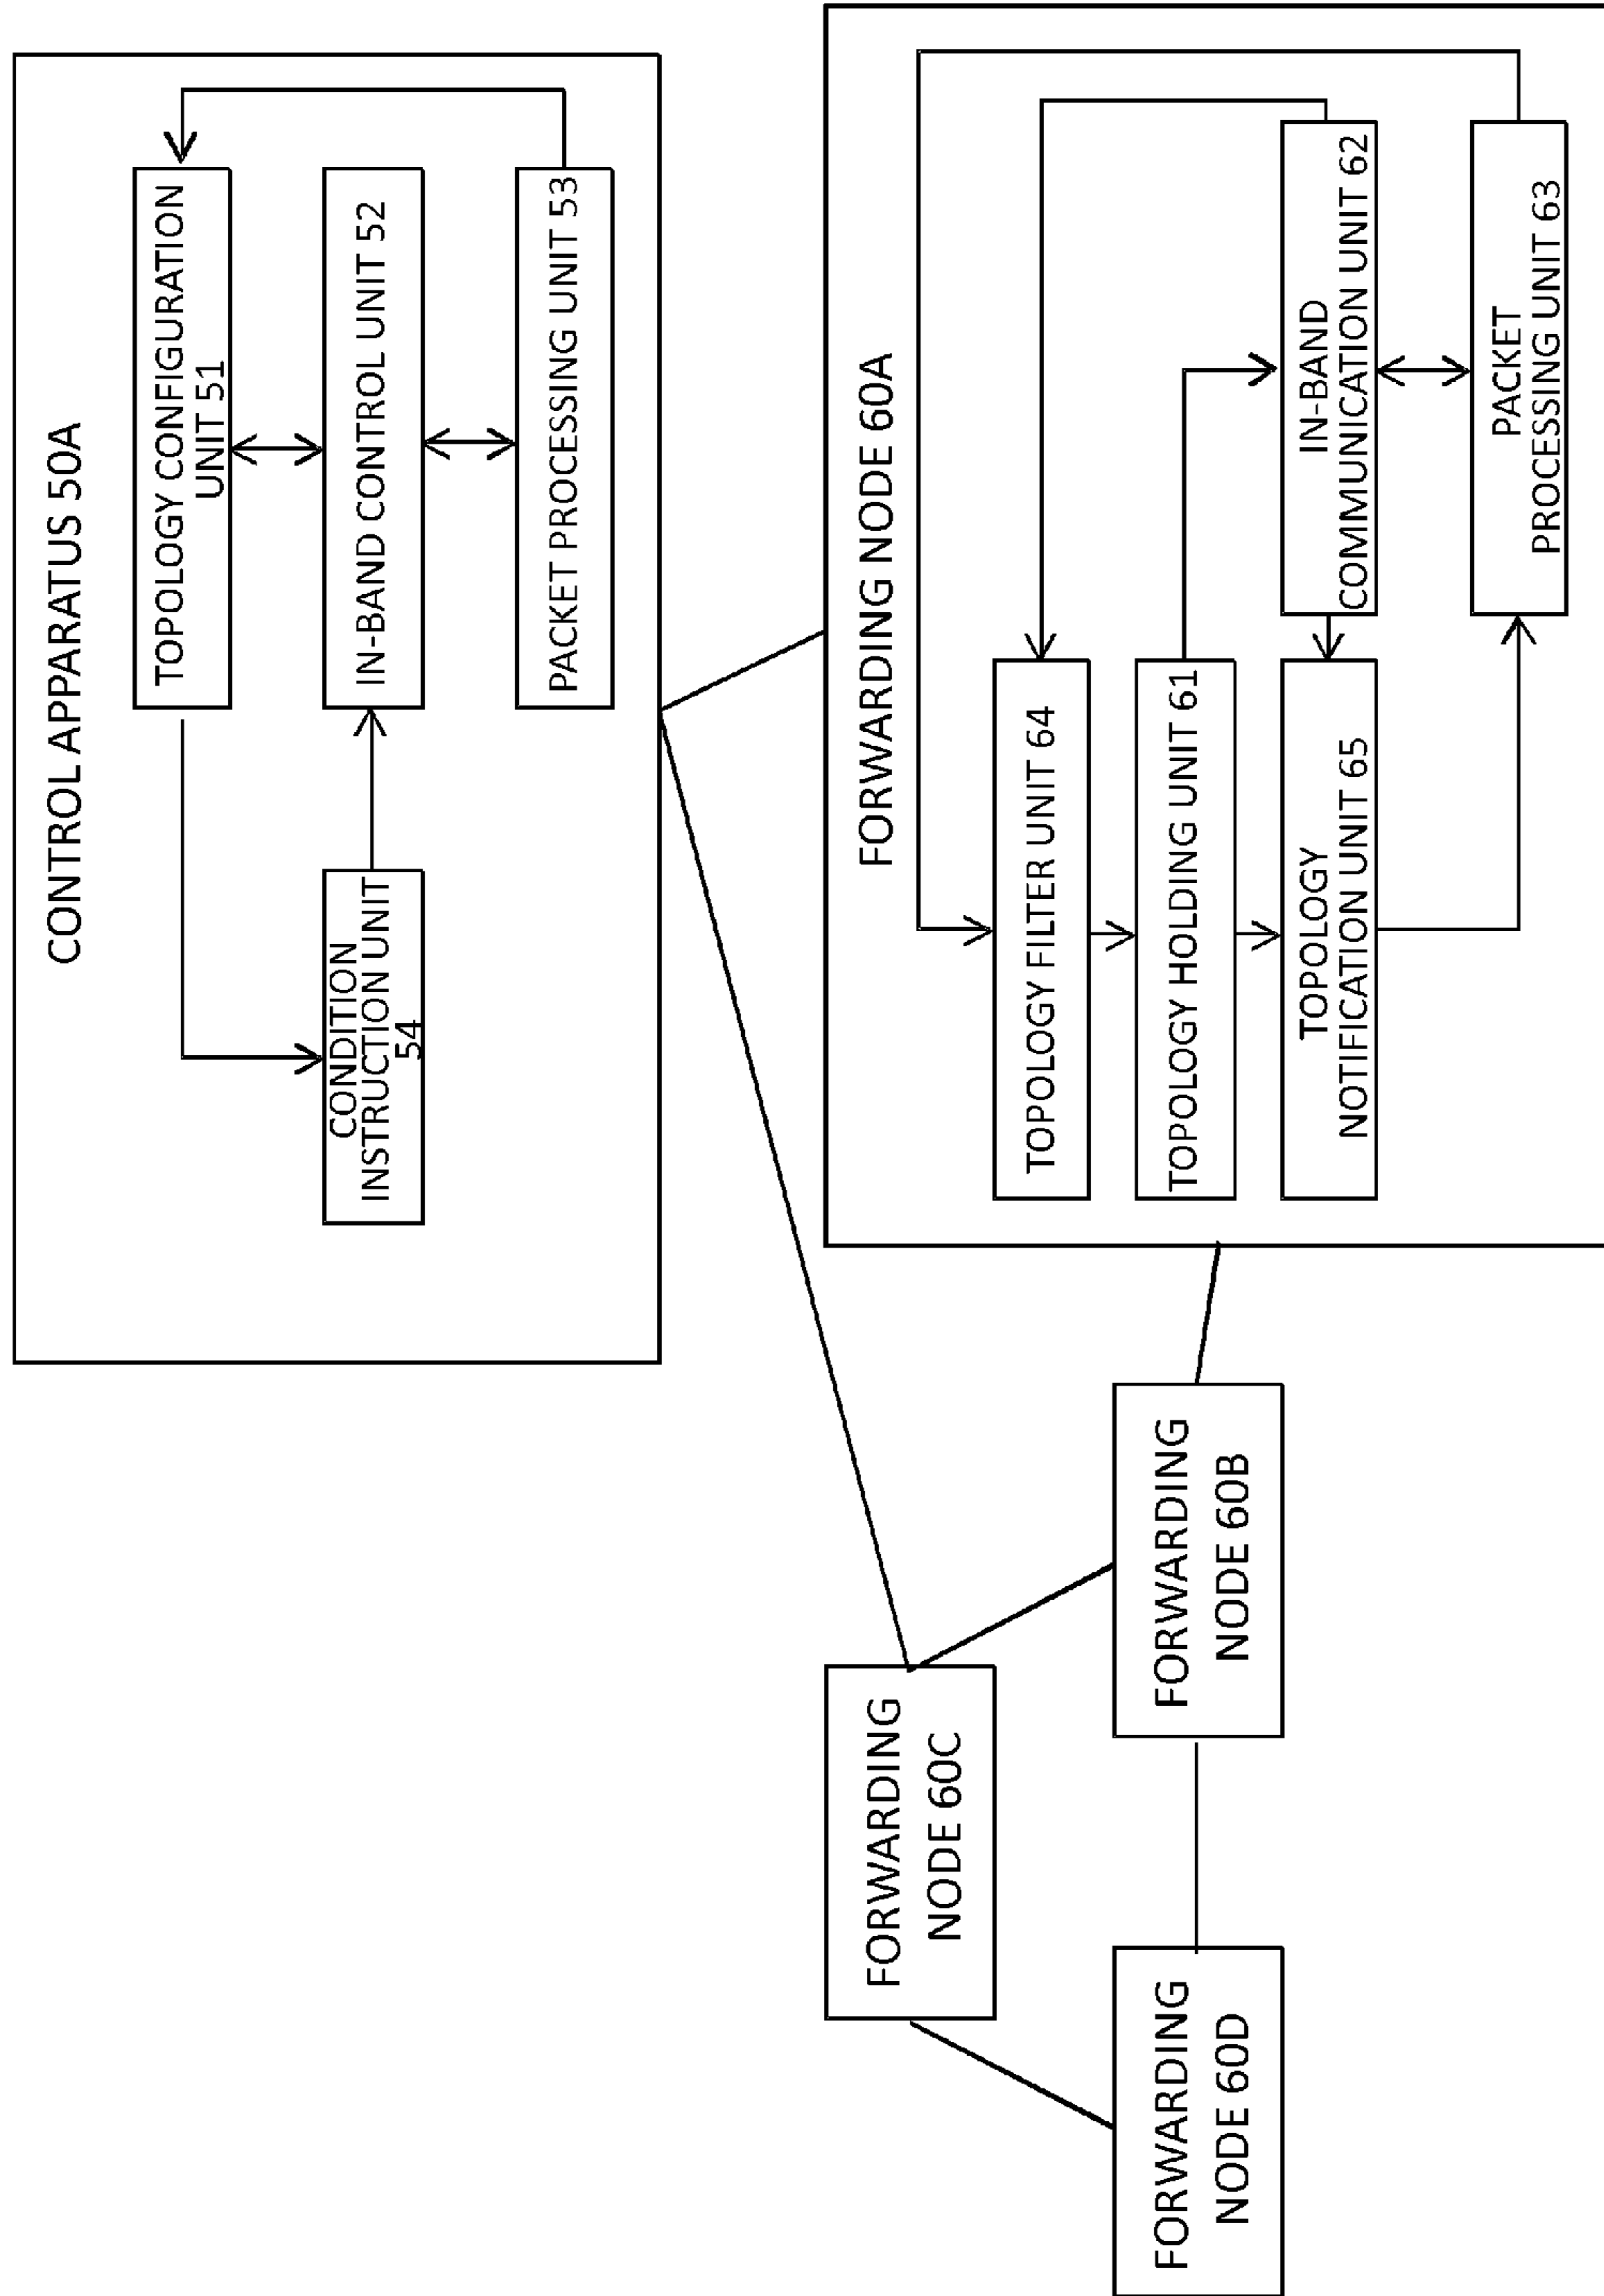 CONTROL APPARATUS 50A
TOPOLOGY CONFIGURATION
UNIT 51
CONDITION
INSTRUCTION UNIT
54
IN-BAND CONTROL UNIT 52
PACKET PROCESSING UNIT 53
FORWARDING NODE 60A
TOPOLOGY FILTER UNIT 64
TOPOLOGY HOLDING UNIT 61
TOPOLOGY
NOTIFICATION UNIT 65
IN-BAND
COMMUNICATION UNIT 62
PACKET
PROCESSING UNIT 63
FORWARDING
NODE 60C
FORWARDING
NODE 60B
FORWARDING
NODE 60D